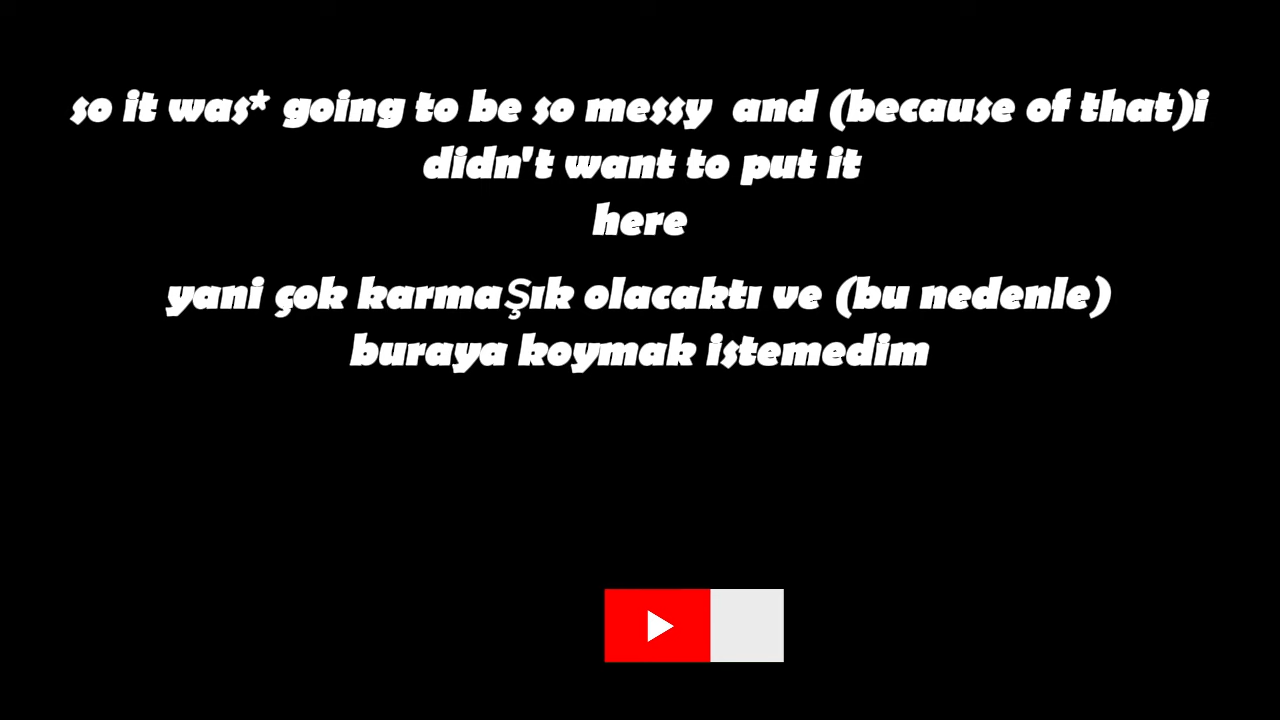 so it was* going to be so messy  and (because of that)i
didn't want to put it
here
yani çok karmaŞık olacaktı ve (bu nedenle)
buraya koymak istemedim